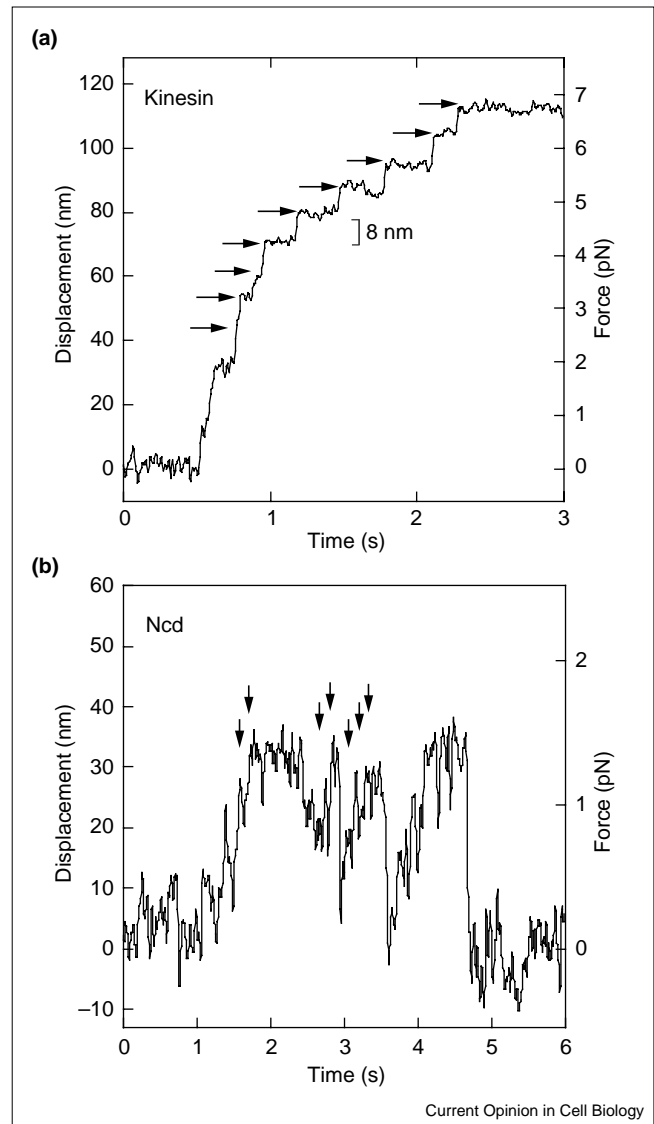 (a)
Kinesin
120
100
80
60
40
20
0
Displacement (nm)
7
6
5
4
3
2
1
0
Force (pN)
8 nm
0 1 2 3
Time (s)
(b)
Ncd
60
50
40
30
20
10
0
–10
Displacement (nm)
2
1
0
Force (pN)
0 1 2 3 4 5 6
Time (s)
Current Opinion in Cell Biology